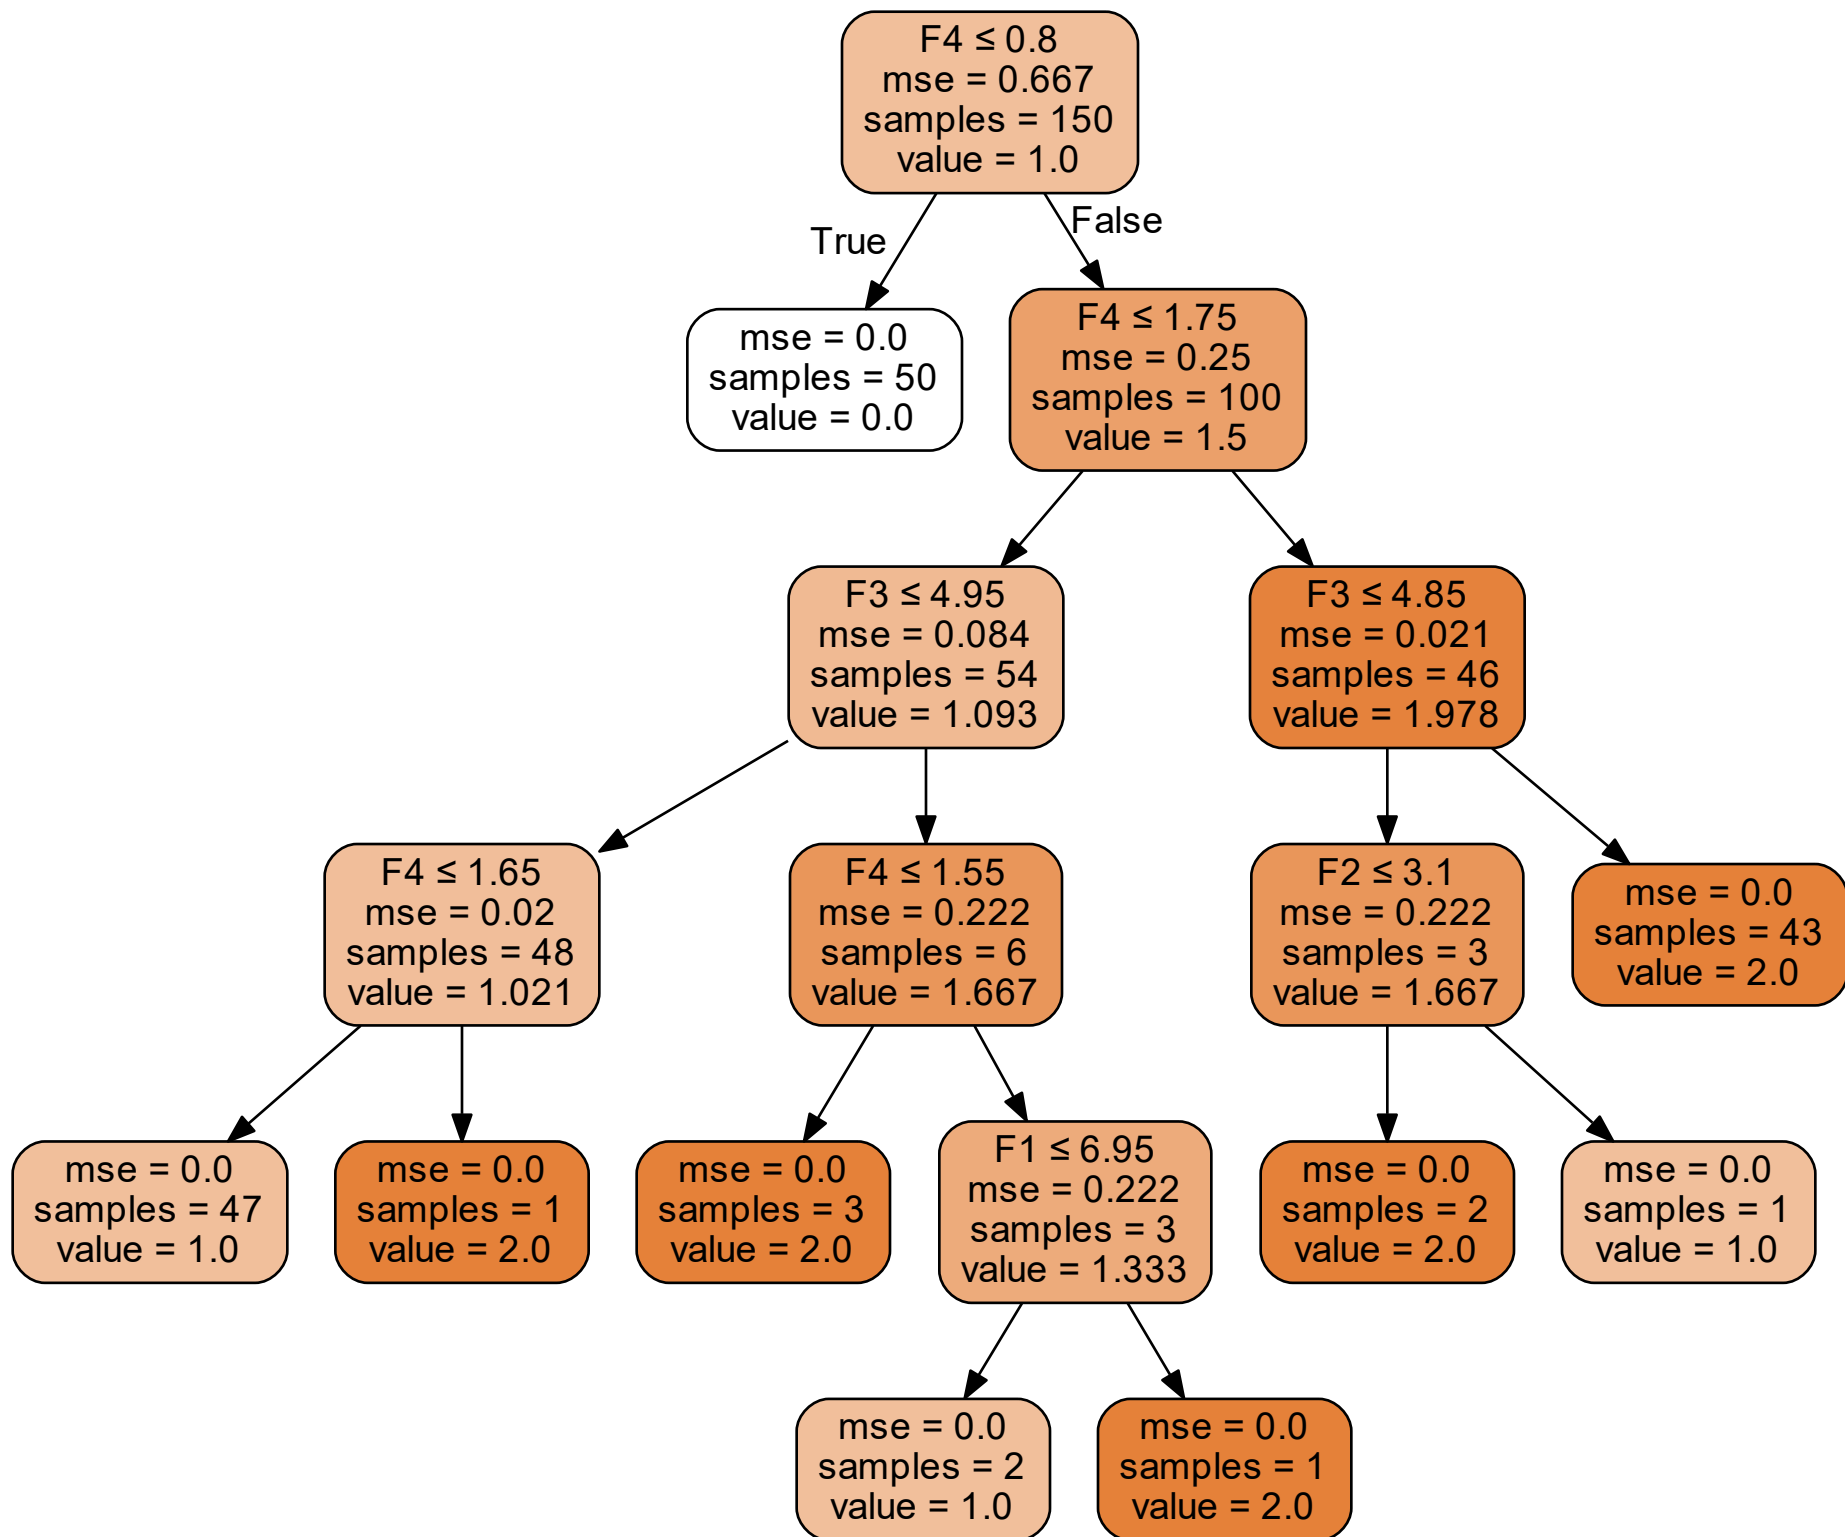 F4 ≤ 0.8
mse = 0.667
samples = 150
value = 1.0
True
False
mse = 0.0
samples = 50
value = 0.0
F4 ≤ 1.75
mse = 0.25
samples = 100
value = 1.5
F3 ≤ 4.95
mse = 0.084
samples = 54
value = 1.093
F3 ≤ 4.85
mse = 0.021
samples = 46
value = 1.978
F4 ≤ 1.65
mse = 0.02
samples = 48
value = 1.021
F4 ≤ 1.55
mse = 0.222
samples = 6
value = 1.667
F2 ≤ 3.1
mse = 0.222
samples = 3
value = 1.667
mse = 0.0
samples = 43
value = 2.0
mse = 0.0
samples = 47
value = 1.0
mse = 0.0
samples = 1
value = 2.0
mse = 0.0
samples = 3
value = 2.0
F1 ≤ 6.95
mse = 0.222
samples = 3
value = 1.333
mse = 0.0
samples = 2
value = 2.0
mse = 0.0
samples = 1
value = 1.0
mse = 0.0
samples = 2
value = 1.0
mse = 0.0
samples = 1
value = 2.0